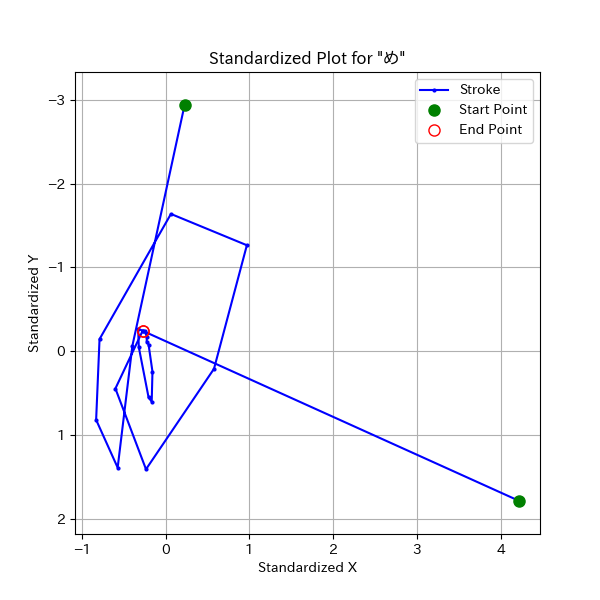 Standardized Plot for "め"
Stroke
Start Point
End Point
Standardized Y
−3
−2
−1
0
1
2
−1 0 1 2 3 4
Standardized X